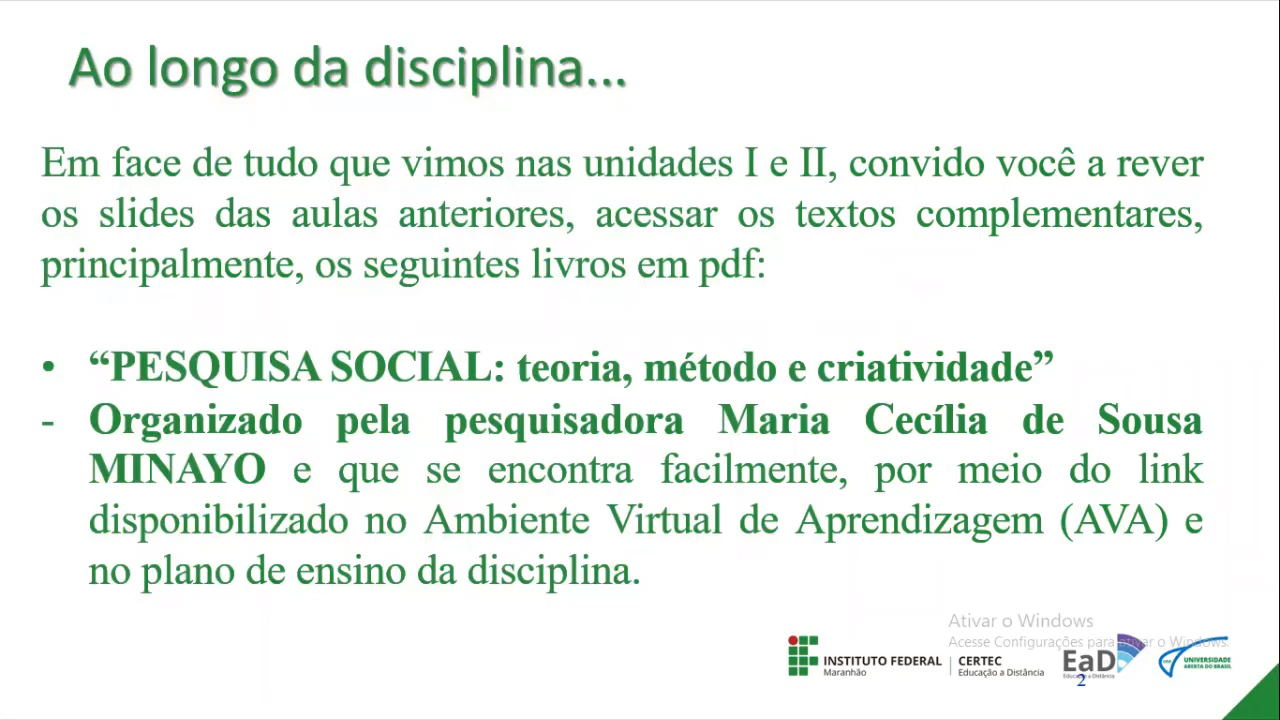 Ao longo da disciplina...
Em face de tudo que vimos nas unidades I e II, convido você a rever
os slides das aulas anteriores, acessar os textos complementares,
principalmente, os seguintes livros em pdf:
• “PESQUISA SOCIAL: teoria, método e criatividade”
- Organizado pela pesquisadora Maria Cecília de Sousa
MINAYO e que se encontra facilmente, por meio do link
disponibilizado no Ambiente Virtual de Aprendizagem (AVA) e
no plano de ensino da disciplina.
Ativar o Windows
Acesse Configurações para ativar o Windows.
INSTITUTO FEDERAL
Maranhão
CERTEC
Educação a Distância
EaD
Educação a Distância
2
UNIVERSIDADE
ABERTA DO BRASIL